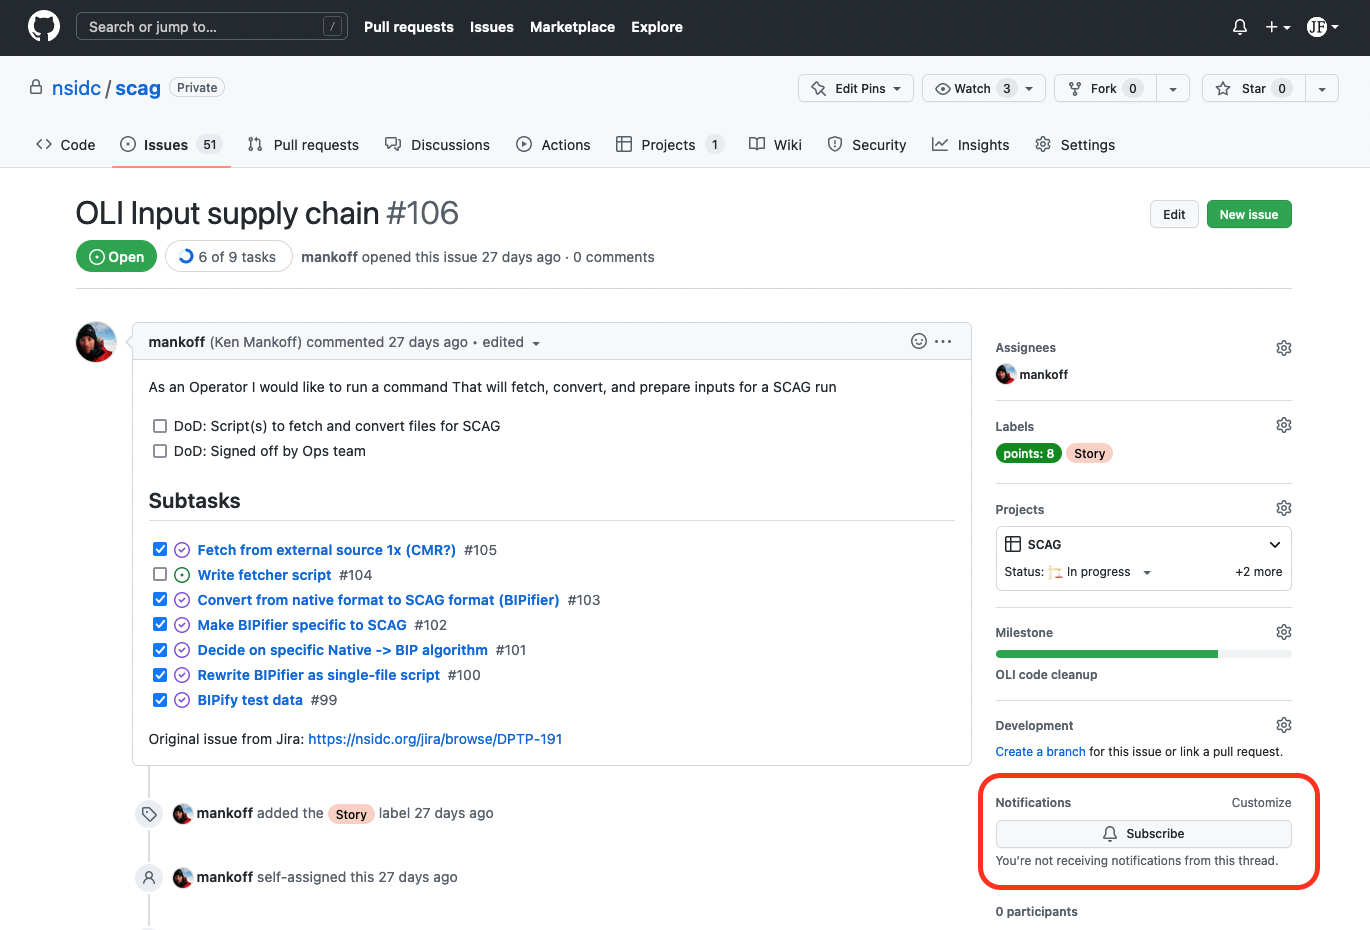 Search or jump to... /
Pull requests Issues Marketplace Explore
JF
nsidc / scag Private
Edit Pins Watch 3 Fork 0 Star 0
Code Issues 51 Pull requests Discussions Actions Projects 1 Wiki Security Insights Settings
OLI Input supply chain #106
Edit New issue
Open 6 of 9 tasks mankoff opened this issue 27 days ago · 0 comments
mankoff (Ken Mankoff) commented 27 days ago • edited
As an Operator I would like to run a command That will fetch, convert, and prepare inputs for a SCAG run
DoD: Script(s) to fetch and convert files for SCAG
DoD: Signed off by Ops team
Subtasks
Fetch from external source 1x (CMR?) #105
Write fetcher script #104
Convert from native format to SCAG format (BIPifier) #103
Make BIPifier specific to SCAG #102
Decide on specific Native -> BIP algorithm #101
Rewrite BIPifier as single-file script #100
BIPify test data #99
Original issue from Jira: https://nsidc.org/jira/browse/DPTP-191
mankoff added the Story label 27 days ago
mankoff self-assigned this 27 days ago
Assignees
mankoff
Labels
points: 8 Story
Projects
SCAG
Status: In progress +2 more
Milestone
OLI code cleanup
Development
Create a branch for this issue or link a pull request.
Notifications Customize
Subscribe
You're not receiving notifications from this thread.
0 participants